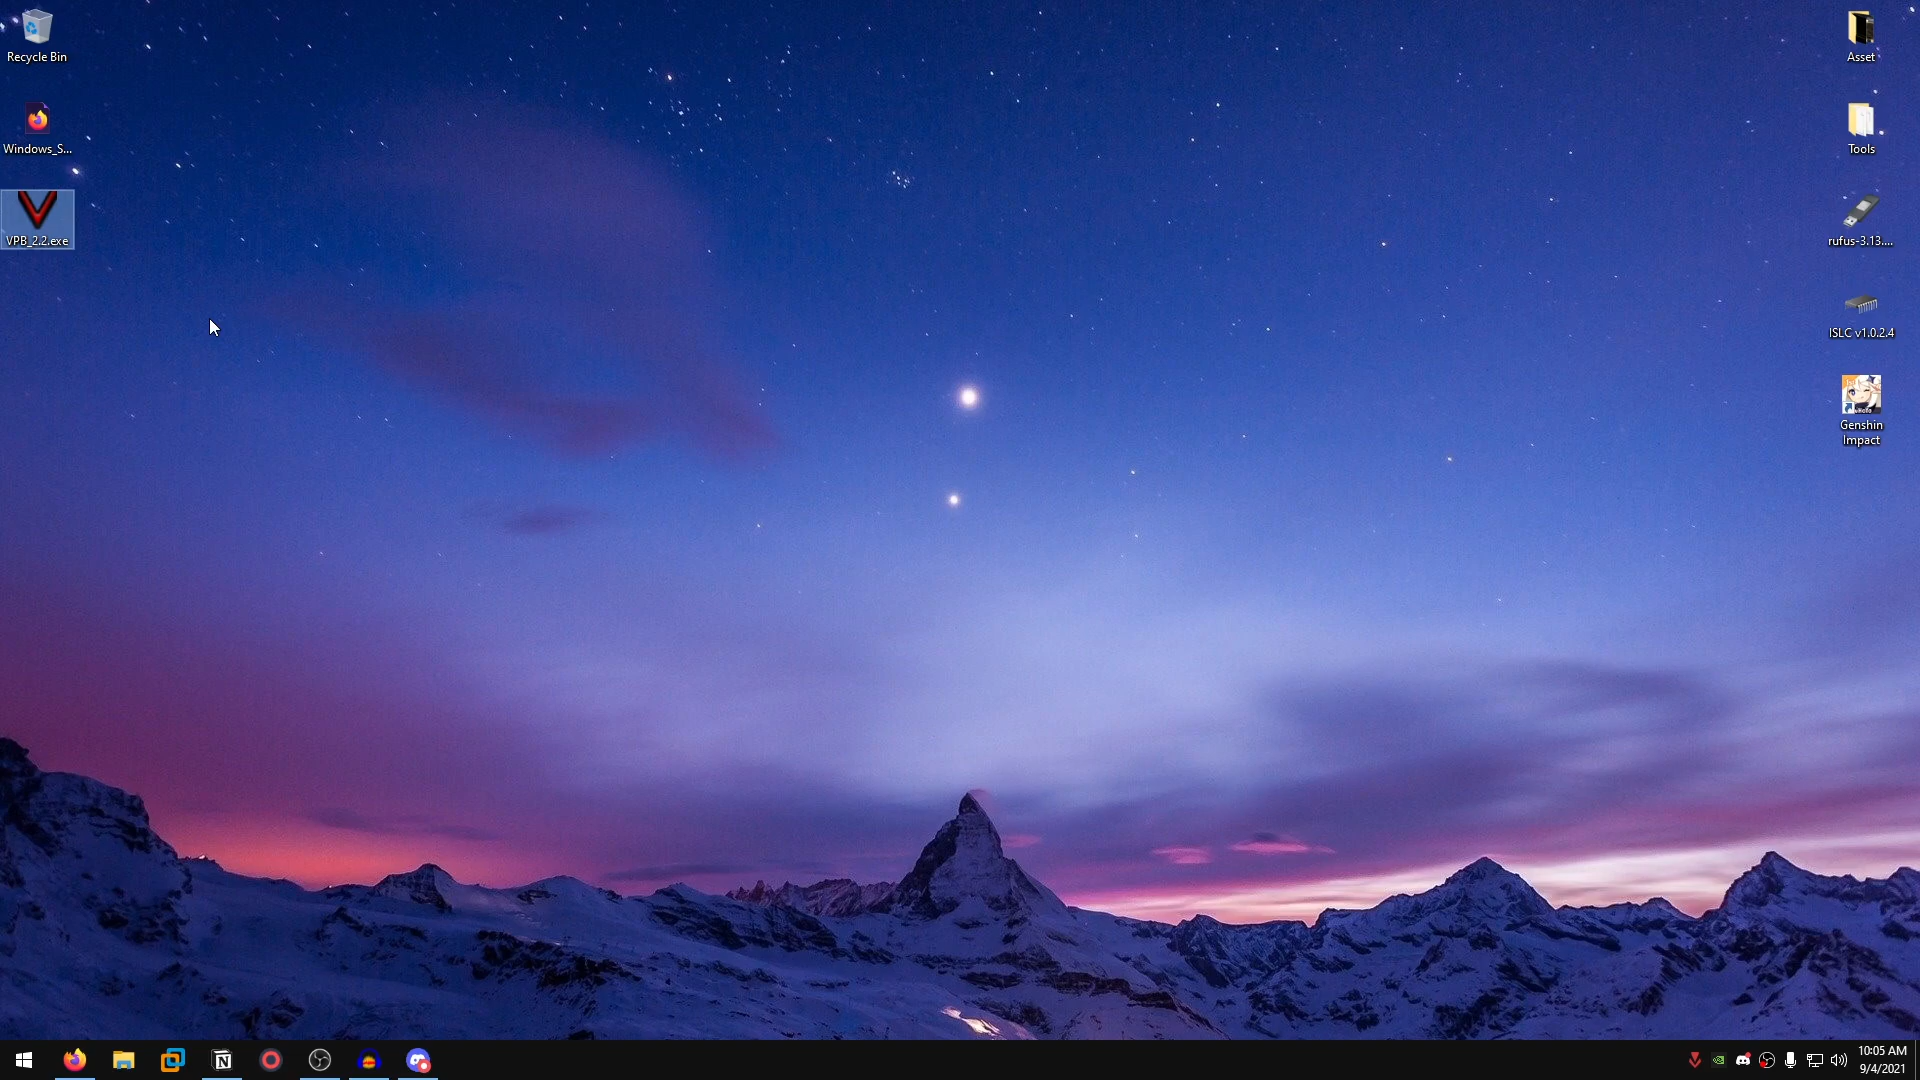 Recycle Bin
Windows_S...
VPB_2.2.exe
Asset
Tools
rufus-3.13....
ISLC v1.0.2.4
Genshin
Impact
10:05 AM
9/4/2021